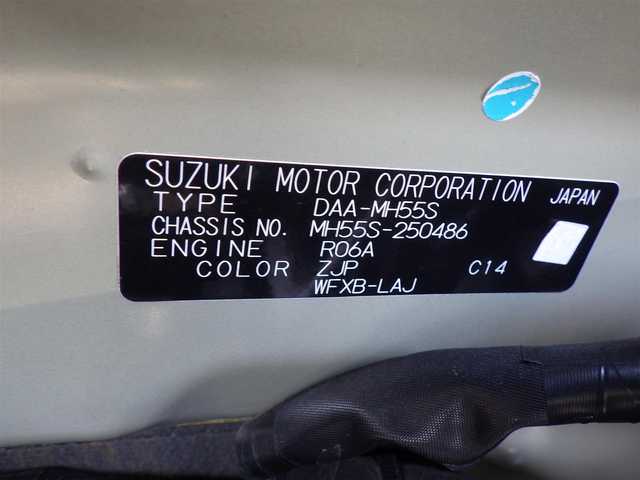 SUZUKI MOTOR CORPORATION JAPAN
TYPE DAA-MH55S
CHASSIS NO. MH55S-250486
ENGINE R06A
COLOR ZJP C14
WFXB-LAJ